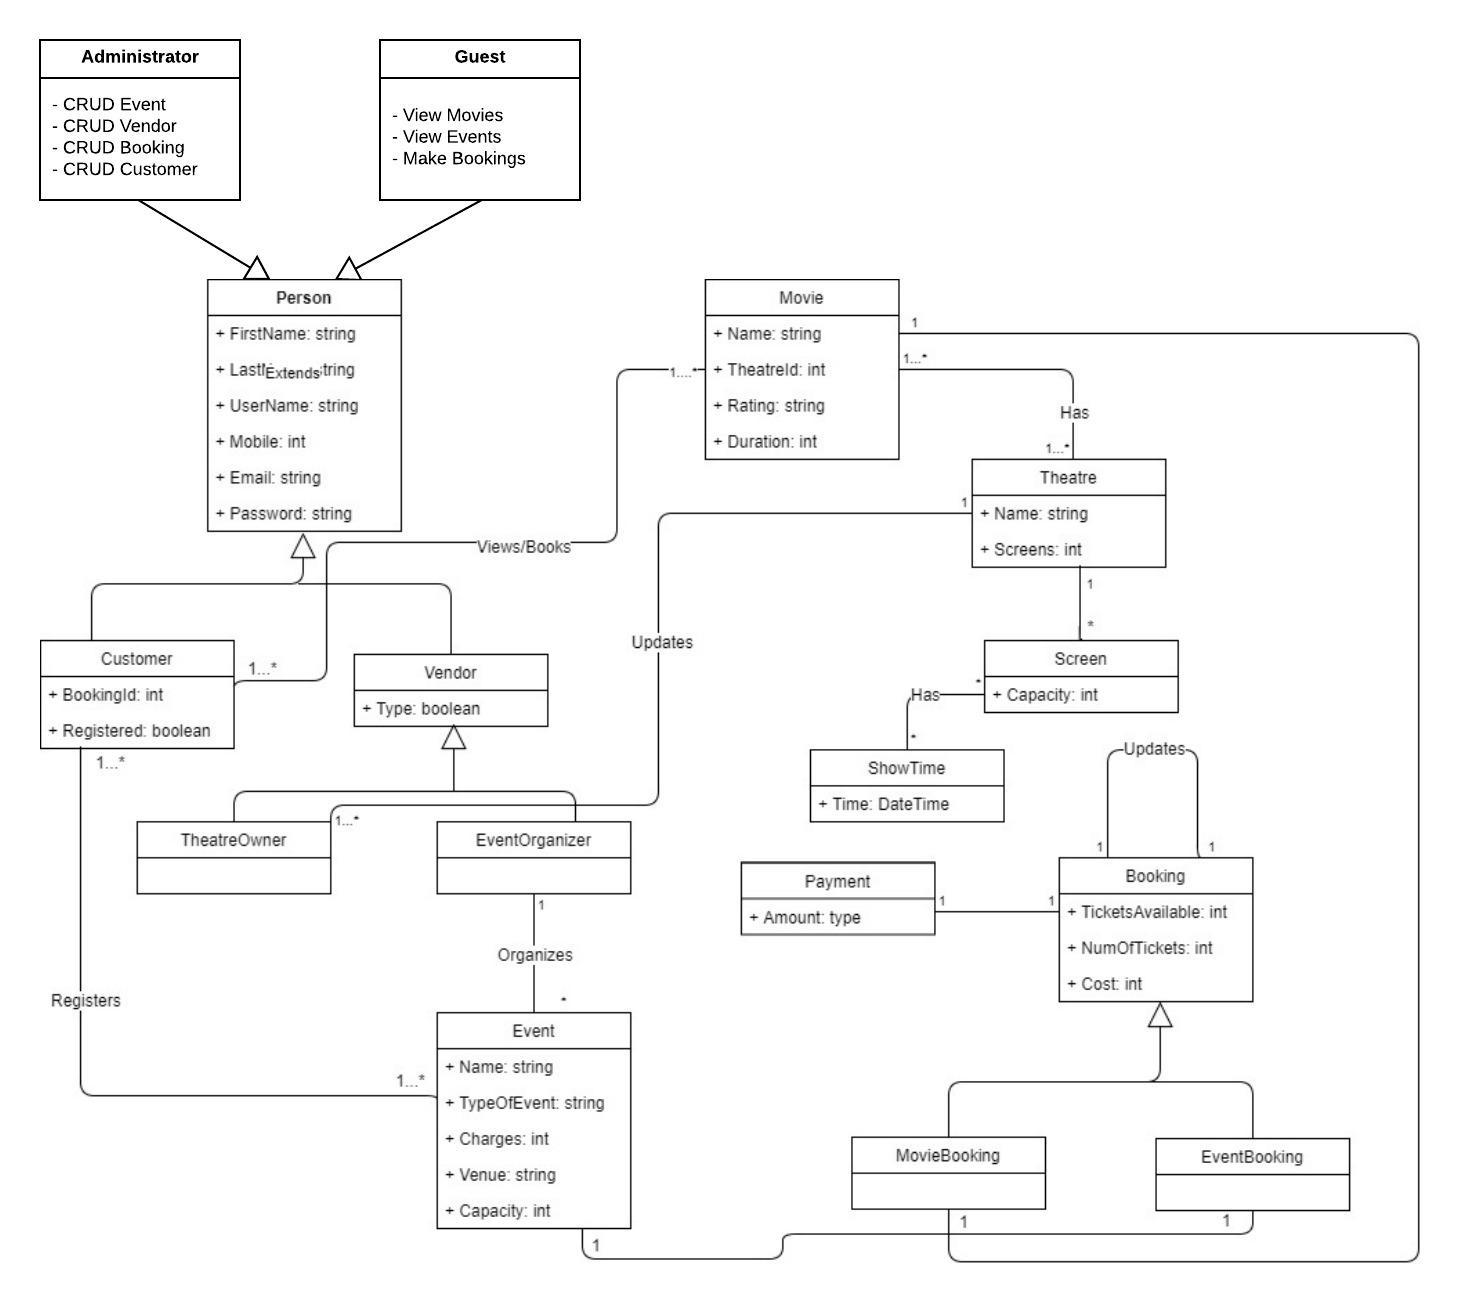 Administrator
- CRUD Event
- CRUD Vendor
- CRUD Booking
- CRUD Customer
Guest
- View Movies
- View Events
- Make Bookings
Person
+ FirstName: string
Extends
+ UserName: string
+ Mobile: int
+ Email: string
+ Password: string
Movie
+ Name: string
+ TheatreId: int
+ Rating: string
+ Duration: int
1
1...*
1....*
Has
1...*
Theatre
+ Name: string
+ Screens: int
1
Views/Books
1
*
Updates
Customer
+ BookingId: int
+ Registered: boolean
1...*
1...*
Vendor
+ Type: boolean
Screen
+ Capacity: int
*
Has
*
ShowTime
+ Time: DateTime
TheatreOwner
1...*
EventOrganizer
1
Organizes
*
Updates
1
1
Payment
+ Amount: type
1
1
Booking
+ TicketsAvailable: int
+ NumOfTickets: int
+ Cost: int
Registers
1...*
Event
+ Name: string
+ TypeOfEvent: string
+ Charges: int
+ Venue: string
+ Capacity: int
1
MovieBooking
1
EventBooking
1